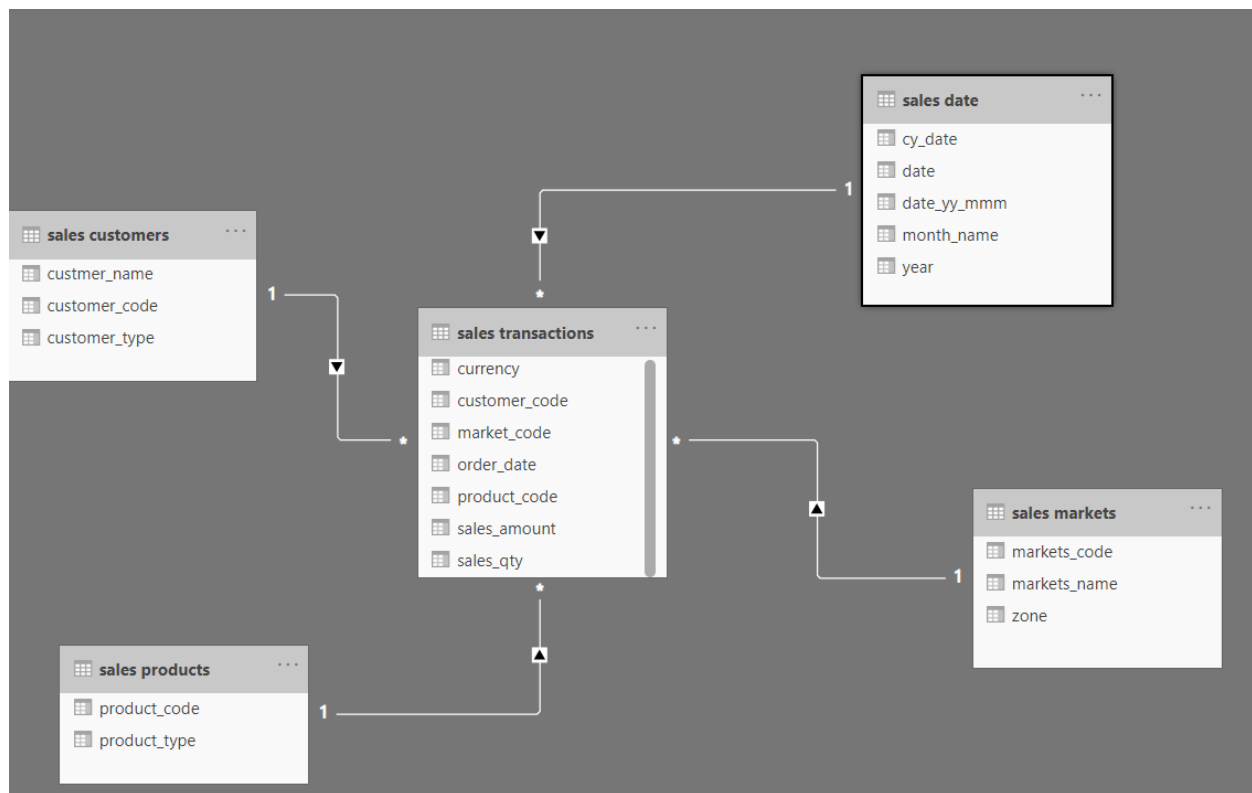 sales date
cy_date
date
date_yy_mmm
month_name
year
1
sales customers
custmer_name
customer_code
customer_type
1
*
sales transactions
currency
customer_code
market_code
order_date
product_code
sales_amount
sales_qty
*
*
*
sales markets
markets_code
markets_name
zone
1
sales products
product_code
product_type
1